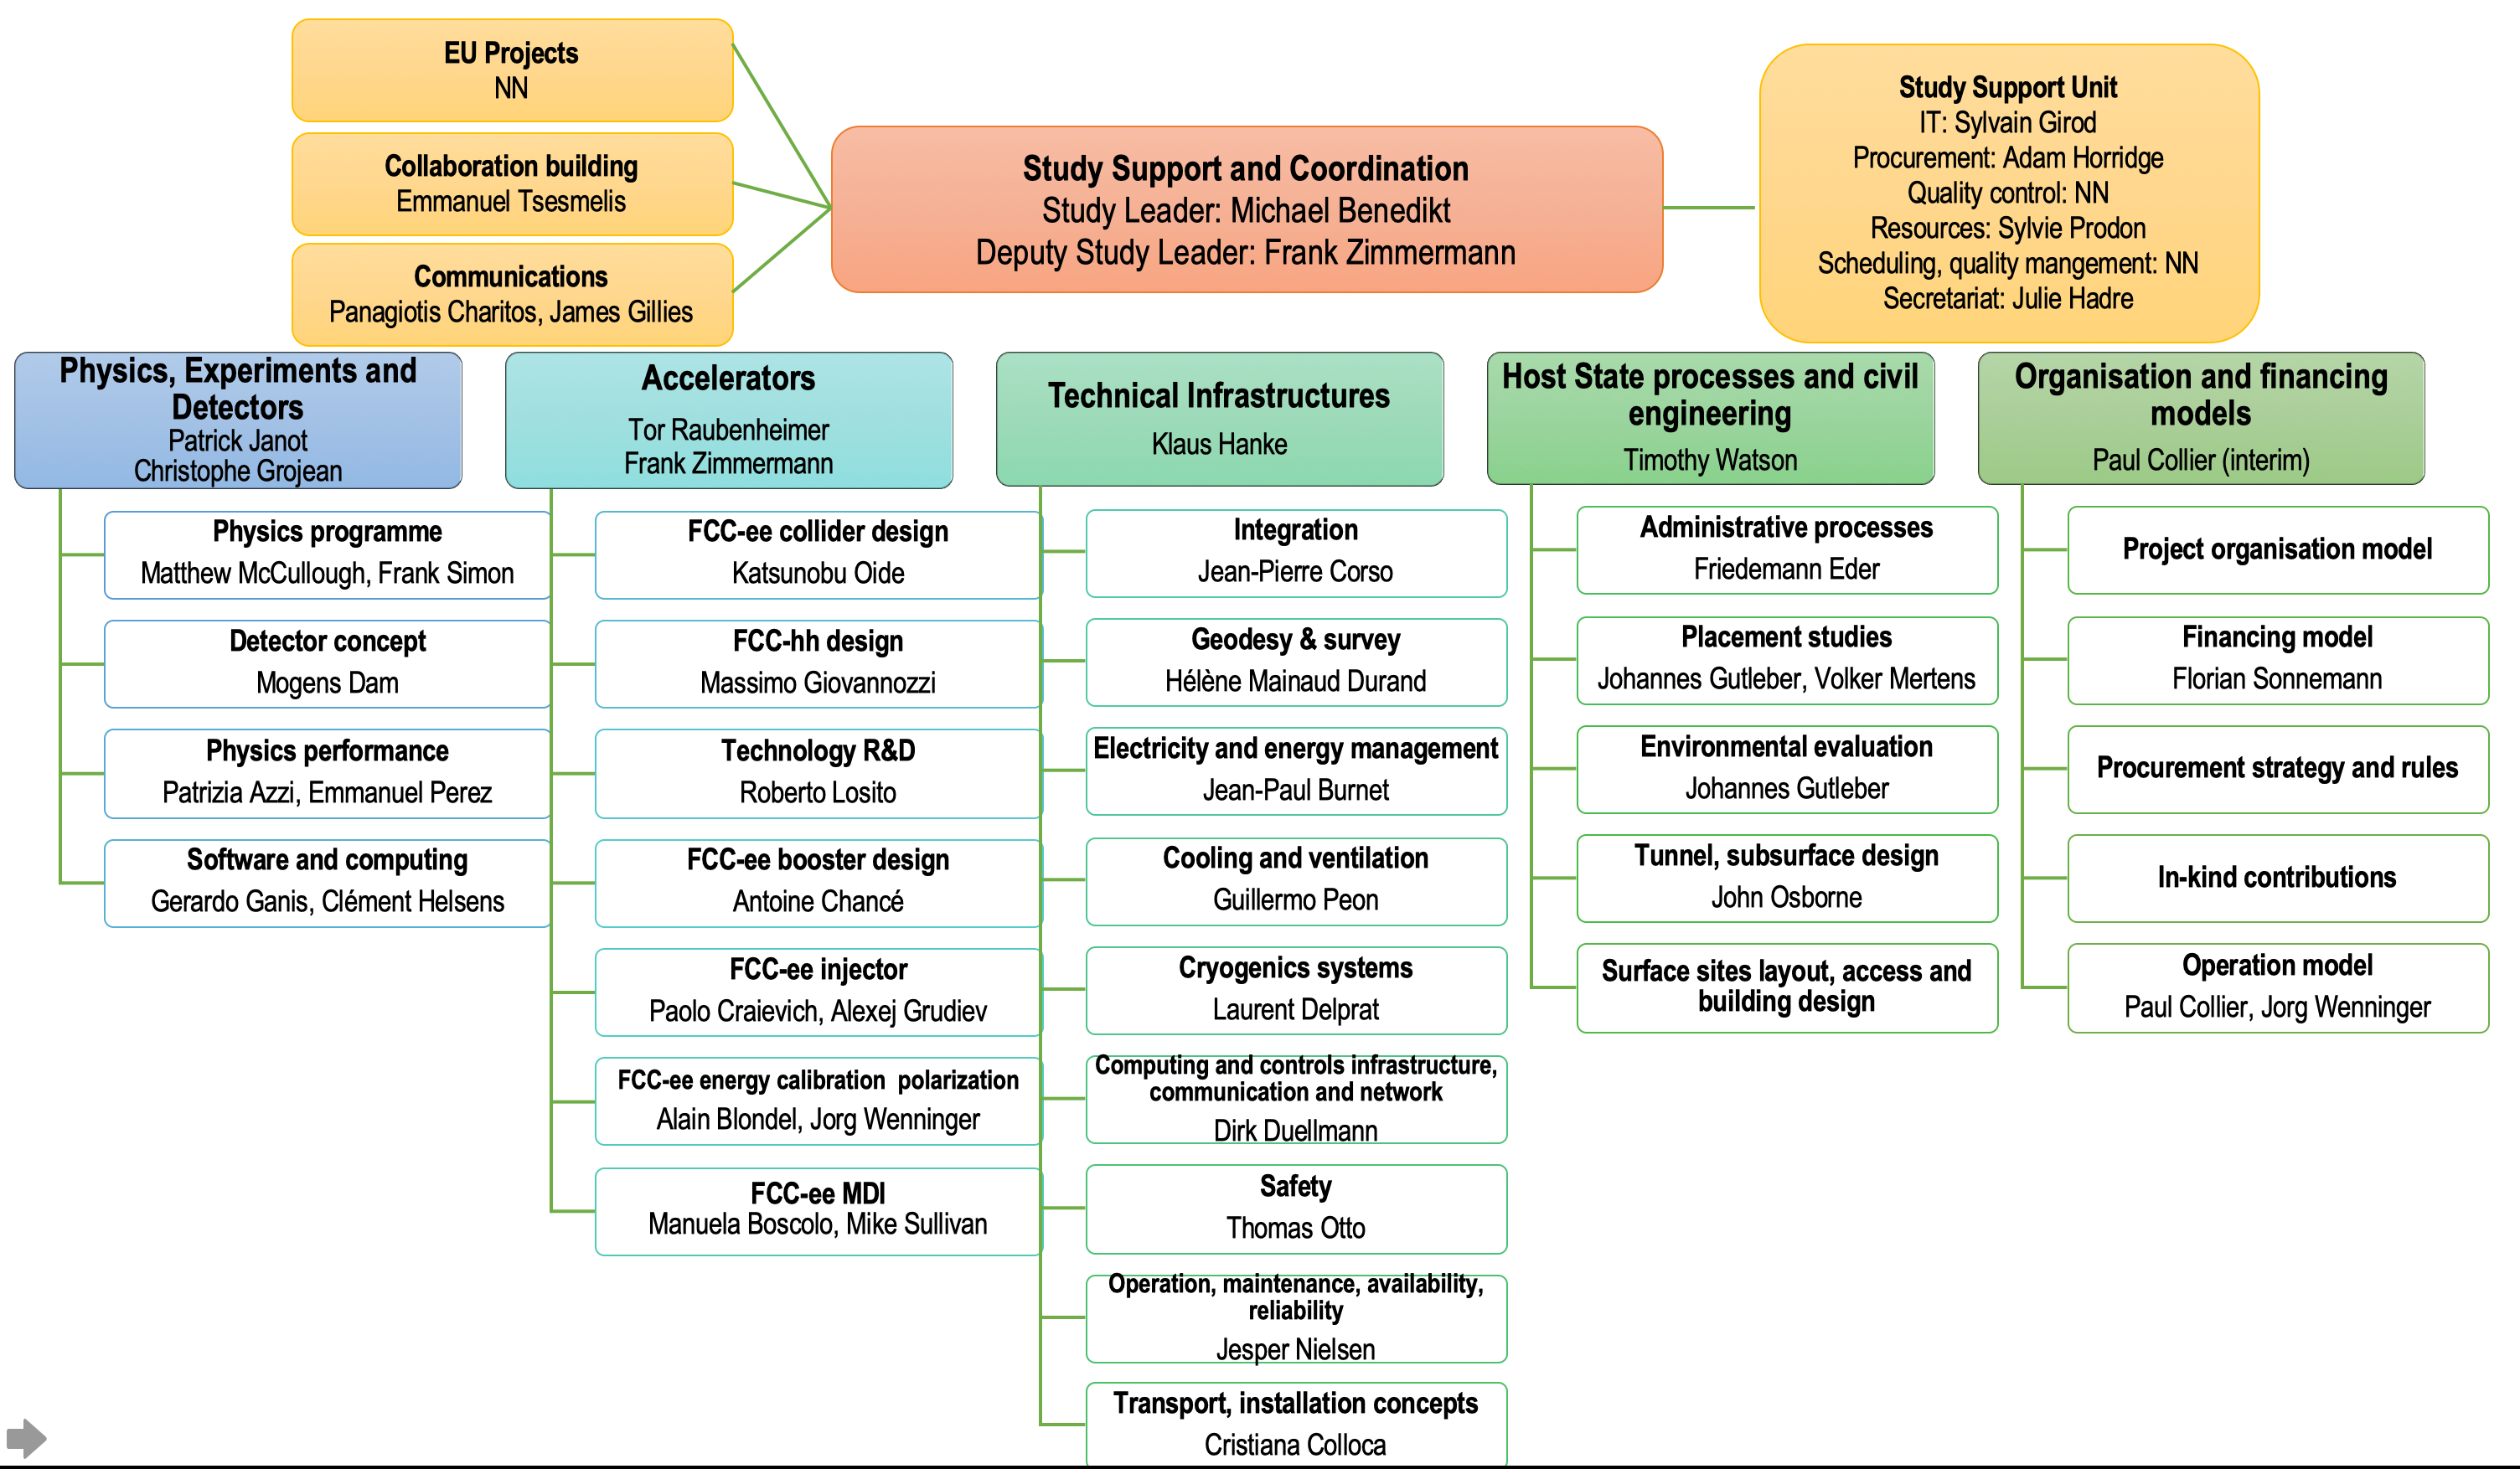 EU Projects
NN
Collaboration building
Emmanuel Tsesmelis
Communications
Panagiotis Charitos, James Gillies
Study Support and Coordination
Study Leader: Michael Benedikt
Deputy Study Leader: Frank Zimmermann
Study Support Unit
IT: Sylvain Girod
Procurement: Adam Horridge
Quality control: NN
Resources: Sylvie Prodon
Scheduling, quality mangement: NN
Secretariat: Julie Hadre
Physics, Experiments and
Detectors
Patrick Janot
Christophe Grojean
Physics programme
Matthew McCullough, Frank Simon
Detector concept
Mogens Dam
Physics performance
Patrizia Azzi, Emmanuel Perez
Software and computing
Gerardo Ganis, Clément Helsens
Accelerators
Tor Raubenheimer
Frank Zimmermann
FCC-ee collider design
Katsunobu Oide
FCC-hh design
Massimo Giovannozzi
Technology R&D
Roberto Losito
FCC-ee booster design
Antoine Chancé
FCC-ee injector
Paolo Craievich, Alexej Grudiev
FCC-ee energy calibration  polarization
Alain Blondel, Jorg Wenninger
FCC-ee MDI
Manuela Boscolo, Mike Sullivan
Technical Infrastructures
Klaus Hanke
Integration
Jean-Pierre Corso
Geodesy & survey
Hélène Mainaud Durand
Electricity and energy management
Jean-Paul Burnet
Cooling and ventilation
Guillermo Peon
Cryogenics systems
Laurent Delprat
Computing and controls infrastructure,
communication and network
Dirk Duellmann
Safety
Thomas Otto
Operation, maintenance, availability,
reliability
Jesper Nielsen
Transport, installation concepts
Cristiana Colloca
Host State processes and civil
engineering
Timothy Watson
Administrative processes
Friedemann Eder
Placement studies
Johannes Gutleber, Volker Mertens
Environmental evaluation
Johannes Gutleber
Tunnel, subsurface design
John Osborne
Surface sites layout, access and
building design
Organisation and financing
models
Paul Collier (interim)
Project organisation model
Financing model
Florian Sonnemann
Procurement strategy and rules
In-kind contributions
Operation model
Paul Collier, Jorg Wenninger